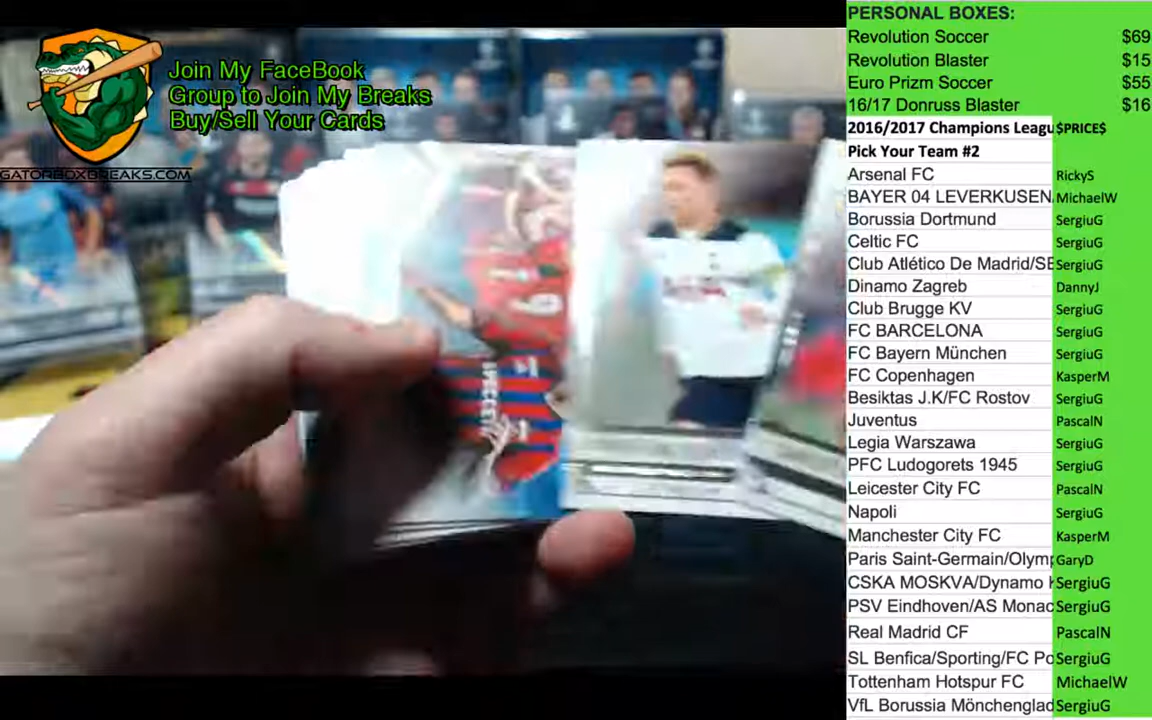 Join My FaceBook
Group to Join My Breaks
Buy/Sell Your Cards
GATORBOXBREAKS.COM
PERSONAL BOXES:
Revolution Soccer $69
Revolution Blaster $15
Euro Prizm Soccer $55
16/17 Donruss Blaster $16
2016/2017 Champions Leagu $PRICE$
Pick Your Team #2
Arsenal FC RickyS
BAYER 04 LEVERKUSEN MichaelW
Borussia Dortmund SergiuG
Celtic FC SergiuG
Club Atlético De Madrid/SE SergiuG
Dinamo Zagreb DannyJ
Club Brugge KV SergiuG
FC BARCELONA SergiuG
FC Bayern München SergiuG
FC Copenhagen KasperM
Besiktas J.K/FC Rostov SergiuG
Juventus PascalN
Legia Warszawa SergiuG
PFC Ludogorets 1945 SergiuG
Leicester City FC PascalN
Napoli SergiuG
Manchester City FC KasperM
Paris Saint-Germain/Olymp GaryD
CSKA MOSKVA/Dynamo SergiuG
PSV Eindhoven/AS Monac SergiuG
Real Madrid CF PascalN
SL Benfica/Sporting/FC Po SergiuG
Tottenham Hotspur FC MichaelW
VfL Borussia Mönchenglad SergiuG